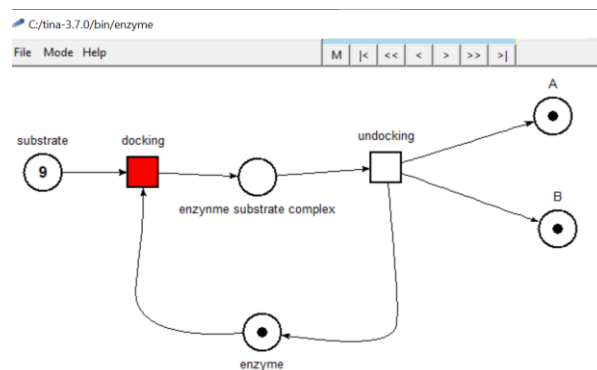 C:/tina-3.7.0/bin/enzyme
File Mode Help
M |< << < > >> >|
A
substrate docking undocking
9
B
enzynme substrate complex
enzyme